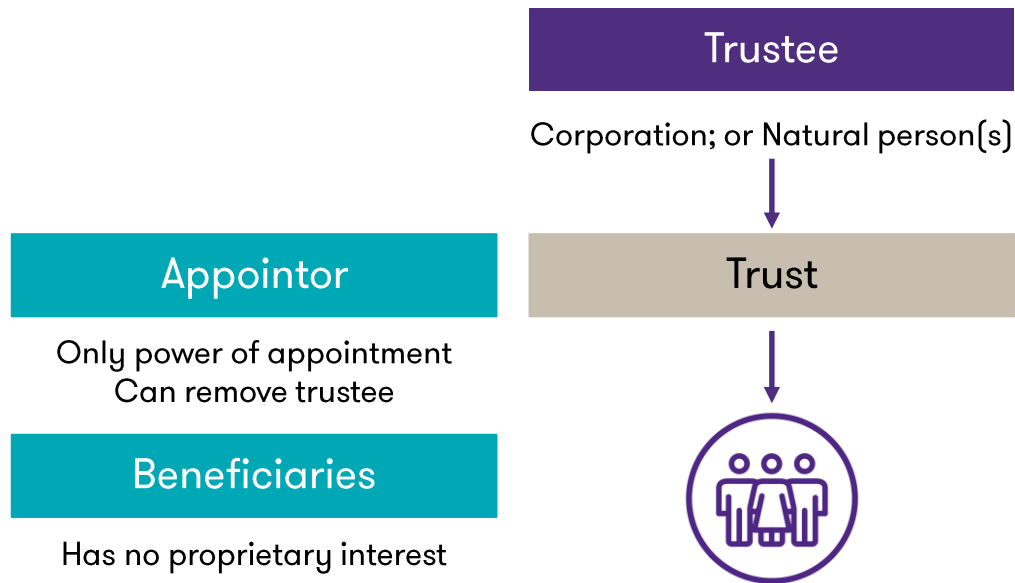 Trustee
Corporation; or Natural person(s)
Appointor
Trust
Only power of appointment
Can remove trustee
Beneficiaries
Has no proprietary interest